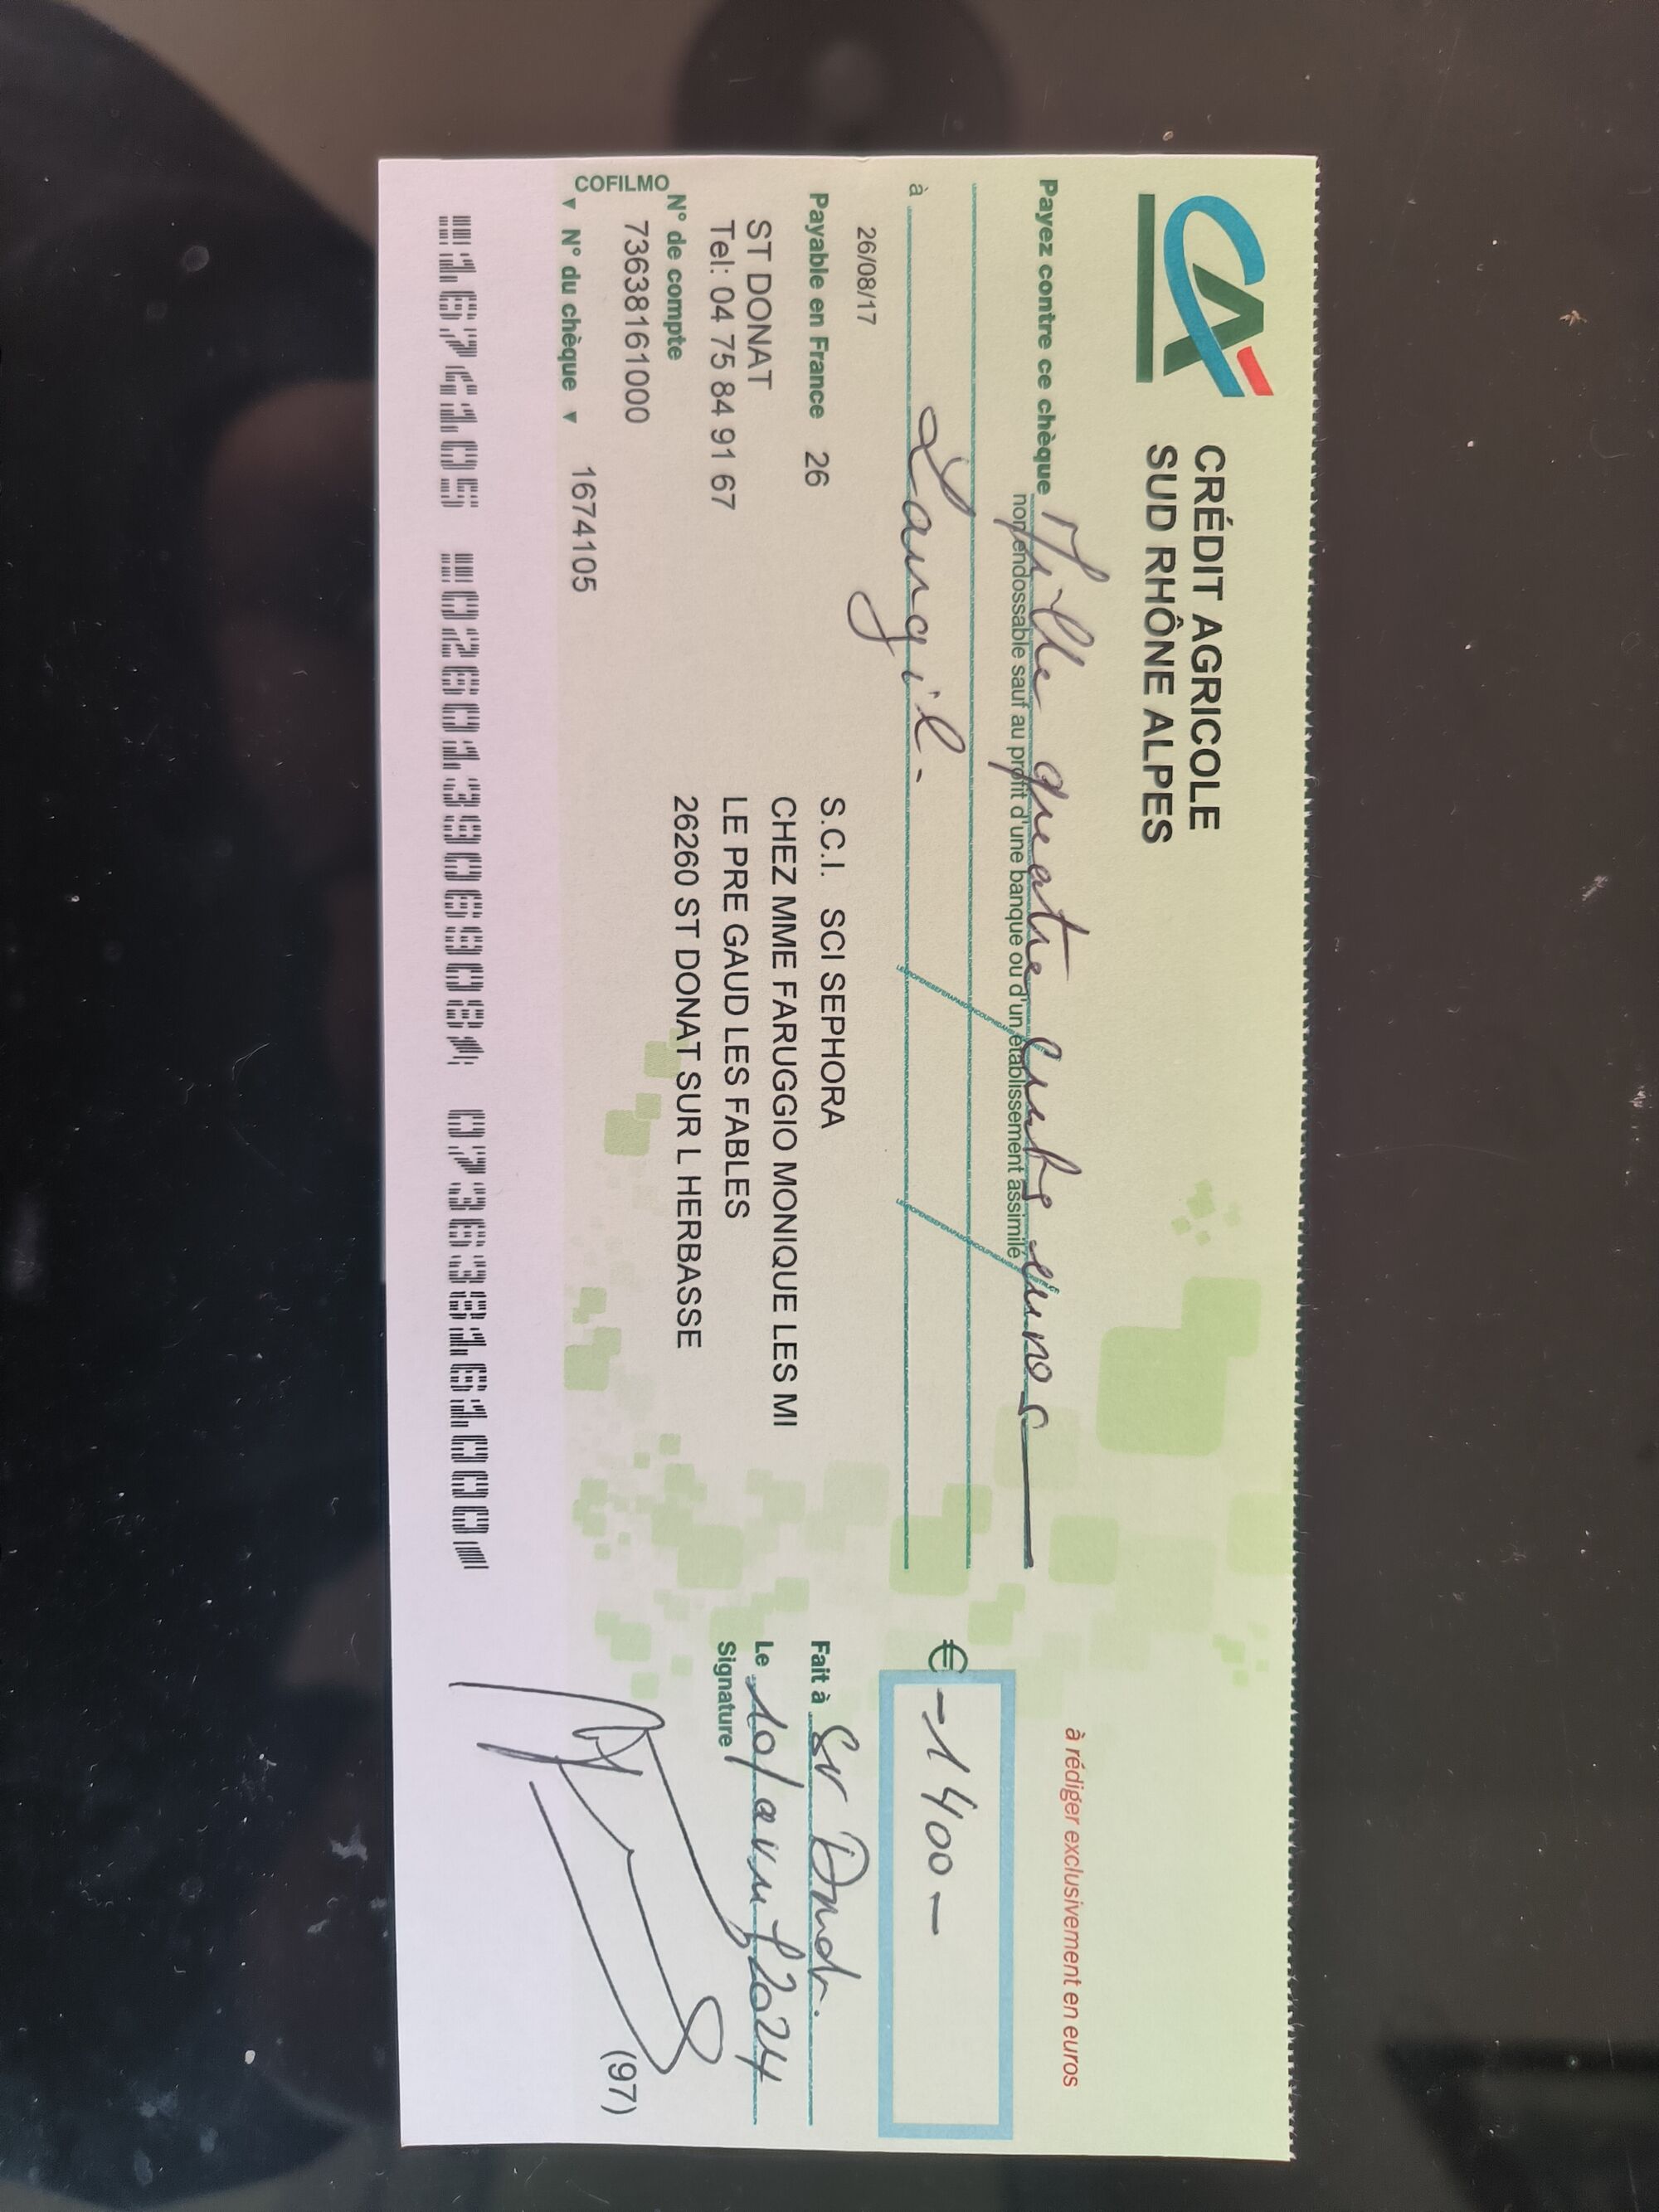 CRÉDIT AGRICOLE
SUD RHÔNE ALPES
à rédiger exclusivement en euros
Payez contre ce chèque Mille quatre cents euros
non endossable sauf au profit d'une banque ou d'un établissement assimilé
€ -1400-
à Laugil.
26/08/17
Payable en France 26
S.C.I. SCI SEPHORA
Fait à St Donat.
ST DONAT
CHEZ MME FARUGGIO MONIQUE LES MI
Le 10/avril 2024
Tel: 04 75 84 91 67
LE PRE GAUD LES FABLES
Signature
N° de compte
26260 ST DONAT SUR L HERBASSE
73638161000
COFILMO
N° du chèque 1674105
(97)
1674105 026013906990 073638161000